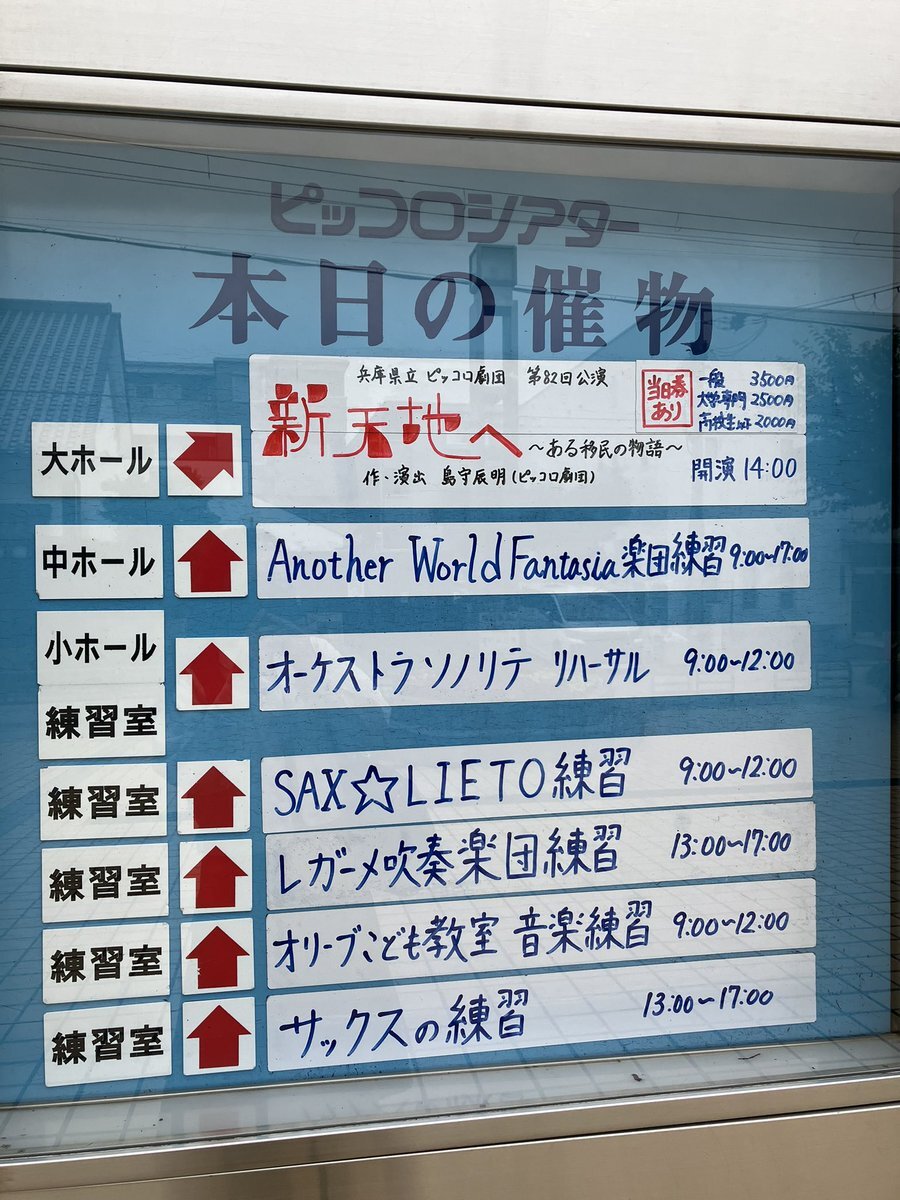 ピッコロシアター
本日の催物
兵庫県立ピッコロ劇団 第82回公演
当日券あり
一般 3500円
大学専門 2500円
高校生以下 2000円
大ホール
新天地へ
~ある移民の物語~
作・演出 島守辰明(ピッコロ劇団)
開演 14:00
中ホール
Another World Fantasia楽団練習 9:00~17:00
小ホール
オーケストラソノリテ リハーサル 9:00~12:00
練習室
練習室
SAX☆LIETO練習 9:00~12:00
練習室
レガーメ吹奏楽団練習 13:00~17:00
練習室
オリーブこども教室 音楽練習 9:00~12:00
練習室
サックスの練習 13:00~17:00